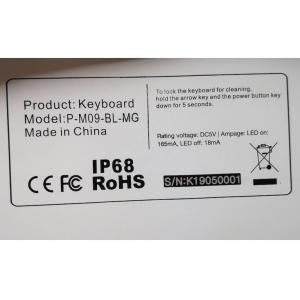 Product: Keyboard
Model:P-M09-BL-MG
Made in China
To lock the keyboard for cleaning,
hold the arrow key and the power button key
down for 5 seconds.
Rating voltage: DC5V | Ampage: LED on:
165mA, LED off: 18mA
CE FC
IP68
RoHS
S/N:K19050001